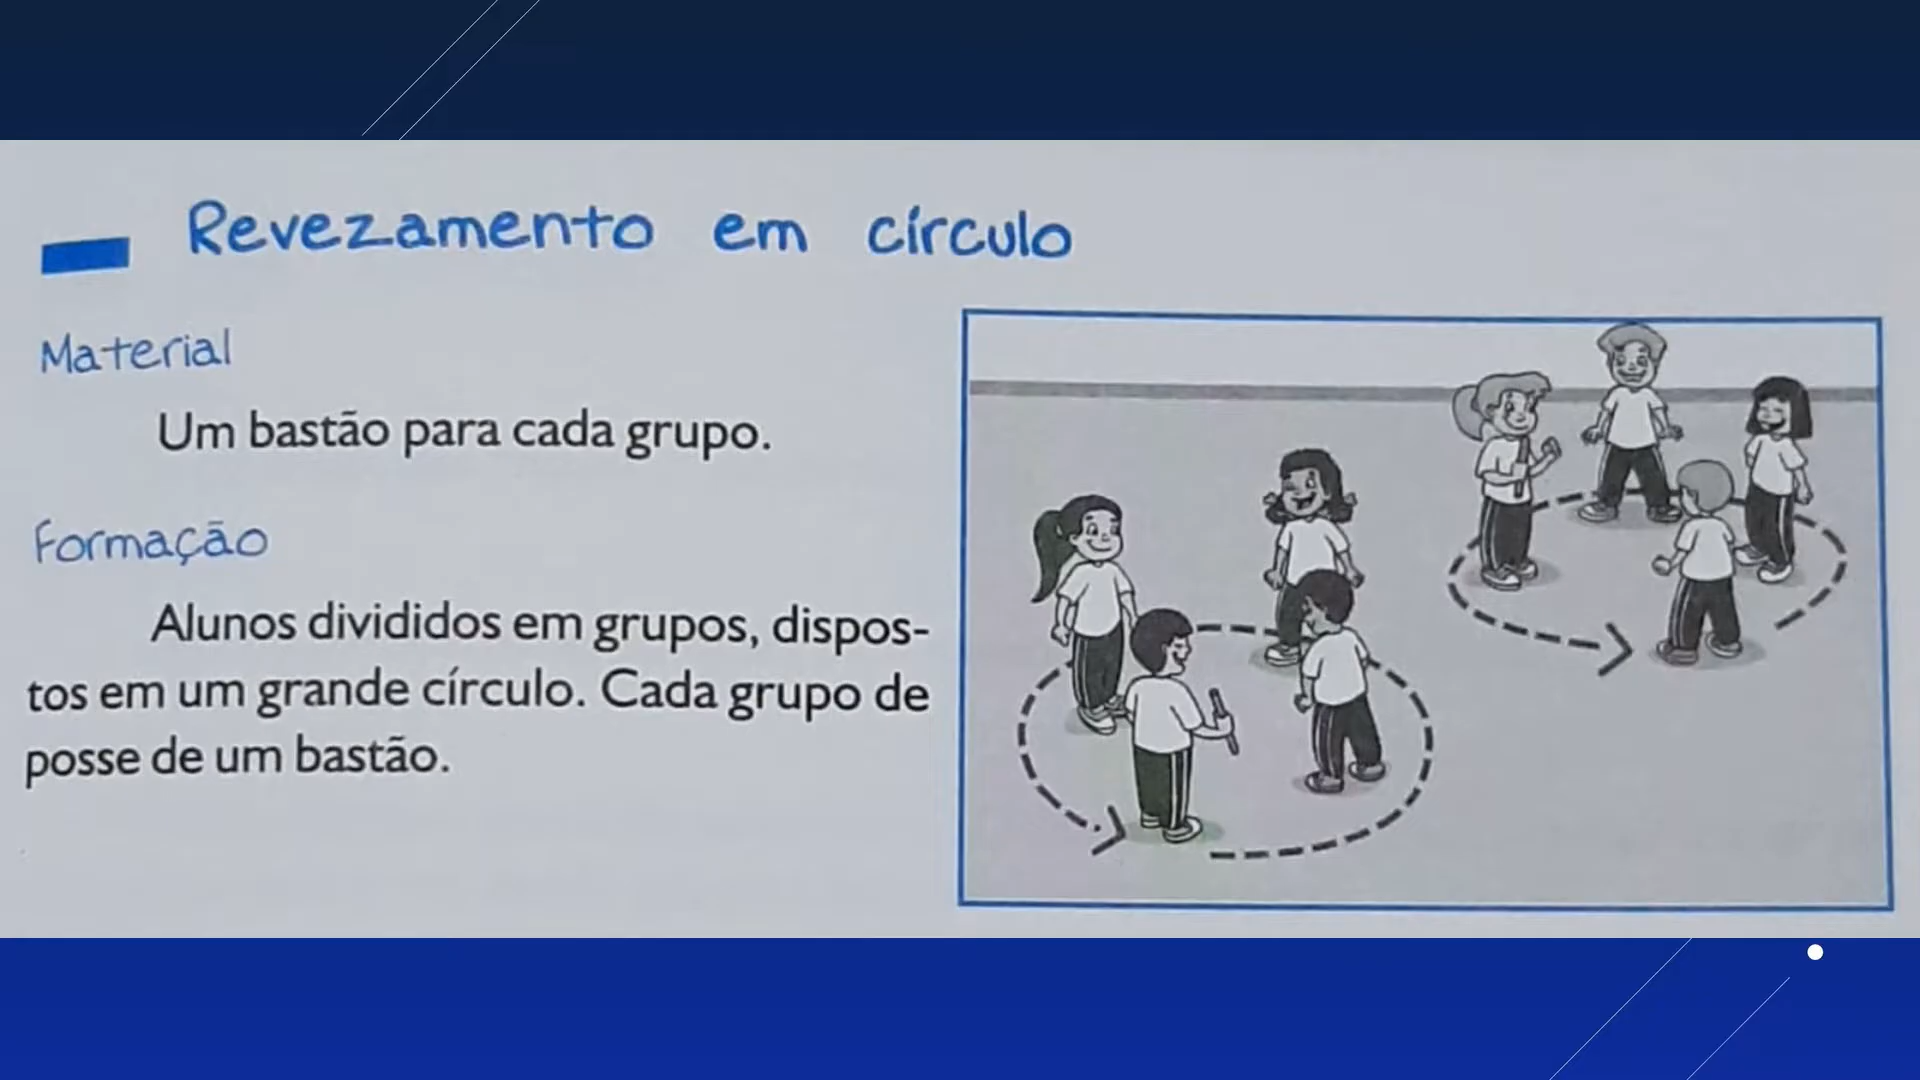 Revezamento em círculo
Material
Um bastão para cada grupo.
Formação
Alunos divididos em grupos, dispos-
tos em um grande círculo. Cada grupo de
posse de um bastão.